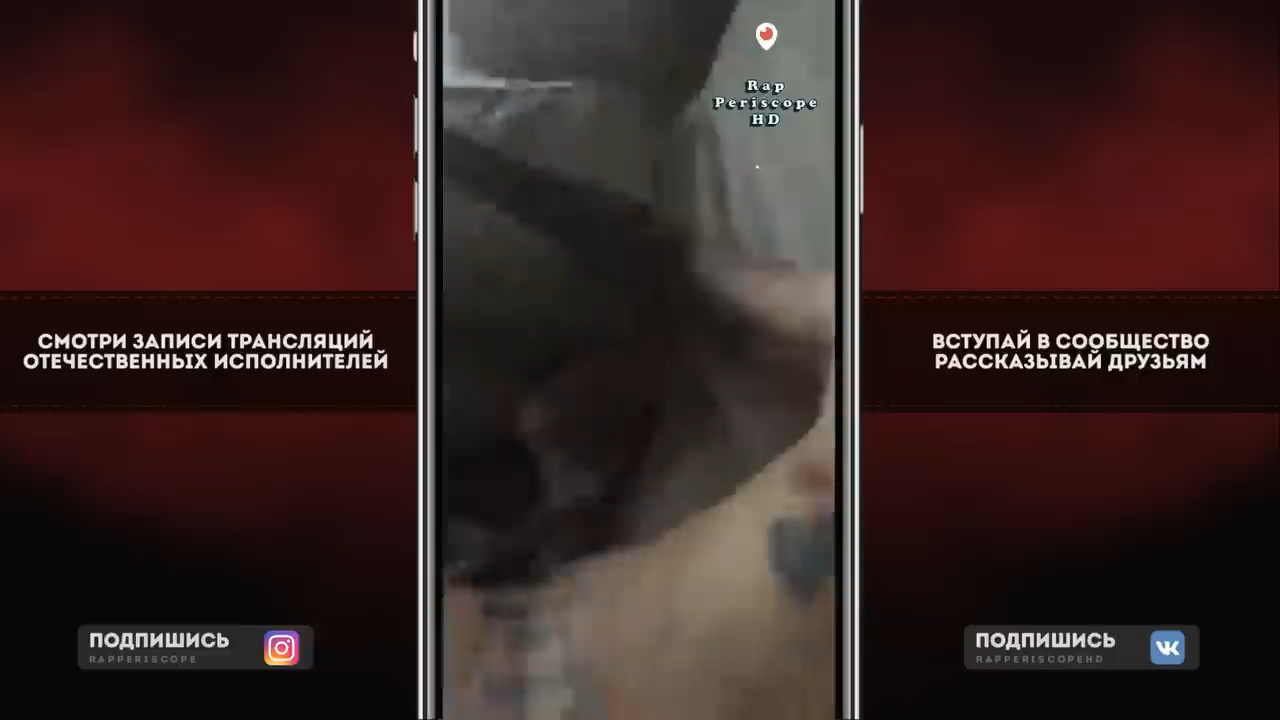 Rap
Periscope
HD
СМОТРИ ЗАПИСИ ТРАНСЛЯЦИЙ
ОТЕЧЕСТВЕННЫХ ИСПОЛНИТЕЛЕЙ
ВСТУПАЙ В СООБЩЕСТВО
РАССКАЗЫВАЙ ДРУЗЬЯМ
ПОДПИШИСЬ
RAPPERISCOPE
ПОДПИШИСЬ
RAPPERISCOPEHD